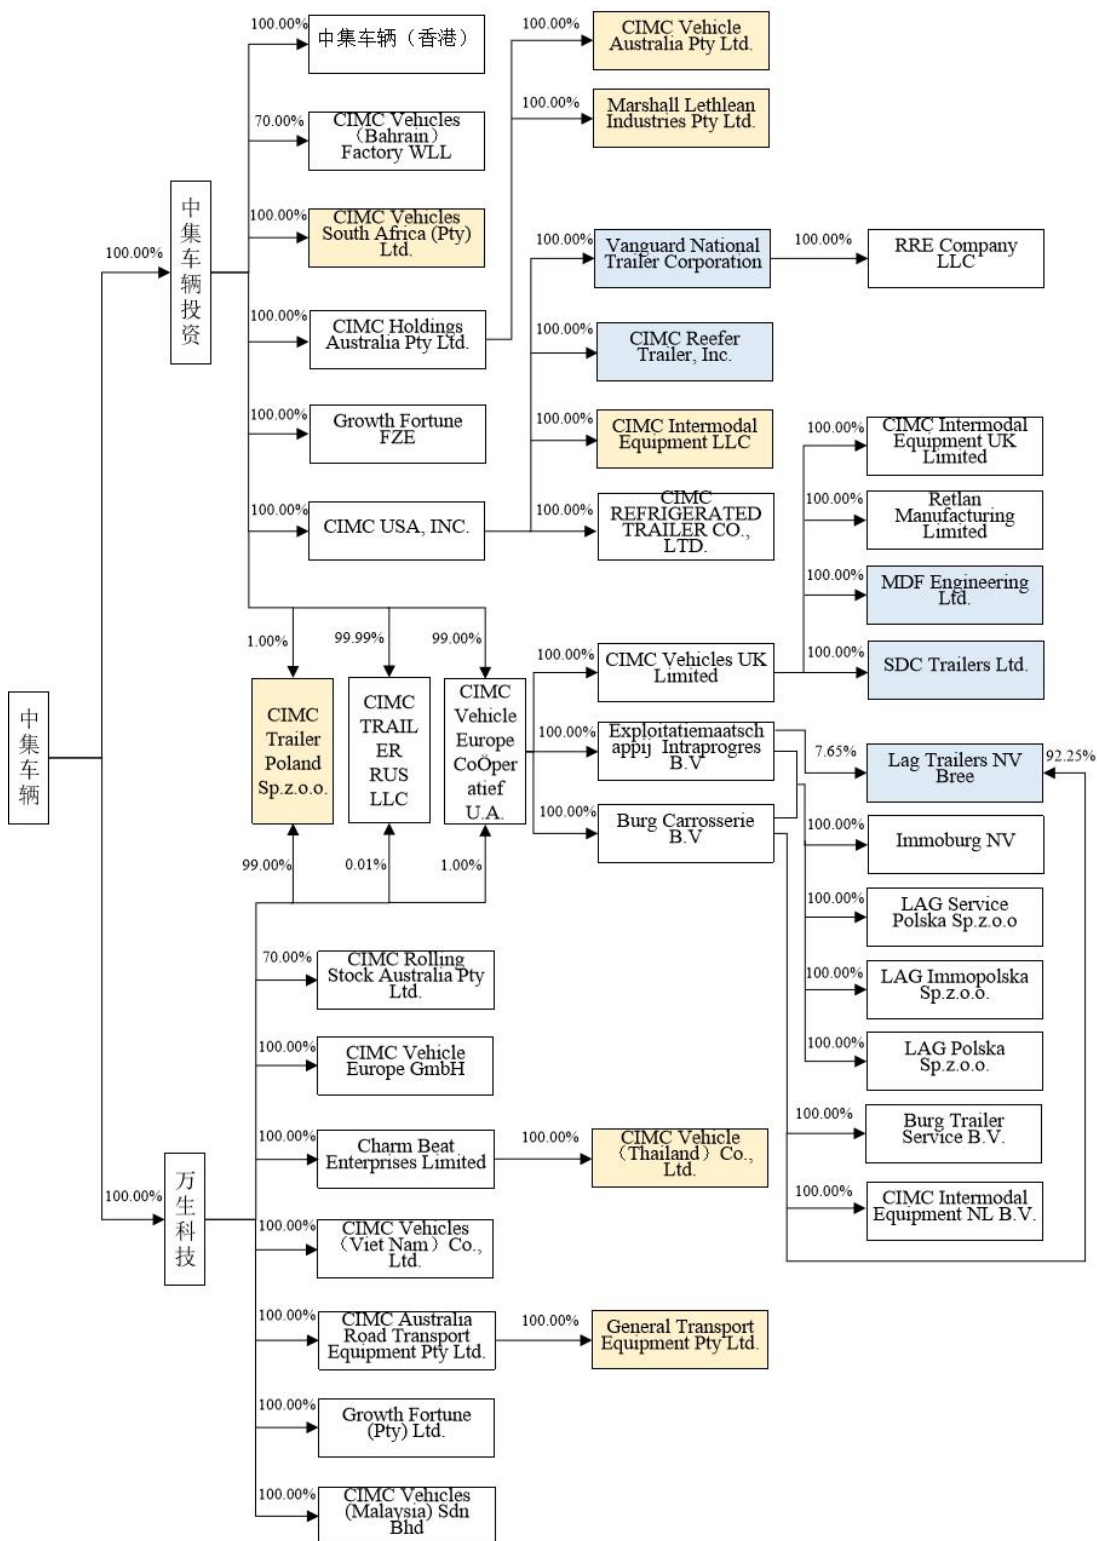 中集车辆
100.00%
中集车辆投资
100.00%
中集车辆（香港）
70.00%
CIMC Vehicles
（Bahrain）
Factory WLL
100.00%
CIMC Vehicles
South Africa (Pty)
Ltd.
100.00%
CIMC Holdings
Australia Pty Ltd.
100.00%
CIMC Vehicle
Australia Pty Ltd.
100.00%
Marshall Lethlean
Industries Pty Ltd.
100.00%
Growth Fortune
FZE
100.00%
CIMC USA, INC.
100.00%
Vanguard National
Trailer Corporation
100.00%
RRE Company
LLC
100.00%
CIMC Reefer
Trailer, Inc.
100.00%
CIMC Intermodal
Equipment LLC
100.00%
CIMC
REFRIGERATED
TRAILER CO.,
LTD.
1.00%
99.99%
99.00%
CIMC
Trailer
Poland
Sp.z.o.o.
CIMC
TRAIL
ER
RUS
LLC
CIMC
Vehicle
Europe
CoÖper
atief
U.A.
99.00%
0.01%
1.00%
100.00%
CIMC Vehicles UK
Limited
100.00%
CIMC Intermodal
Equipment UK
Limited
100.00%
Retlan
Manufacturing
Limited
100.00%
MDF Engineering
Ltd.
100.00%
SDC Trailers Ltd.
100.00%
Exploitatiemaatsch
appij Intraprogres
B.V
100.00%
Burg Carrosserie
B.V
7.65%
Lag Trailers NV
Bree
92.25%
100.00%
Immoburg NV
100.00%
LAG Service
Polska Sp.z.o.o
100.00%
LAG Immopolska
Sp.z.o.o.
100.00%
LAG Polska
Sp.z.o.o.
100.00%
Burg Trailer
Service B.V.
100.00%
CIMC Intermodal
Equipment NL B.V.
100.00%
万生科技
70.00%
CIMC Rolling
Stock Australia Pty
Ltd.
100.00%
CIMC Vehicle
Europe GmbH
100.00%
Charm Beat
Enterprises Limited
100.00%
CIMC Vehicle
（Thailand）Co.,
Ltd.
100.00%
CIMC Vehicles
（Viet Nam）Co.,
Ltd.
100.00%
CIMC Australia
Road Transport
Equipment Pty Ltd.
100.00%
General Transport
Equipment Pty Ltd.
100.00%
Growth Fortune
(Pty) Ltd.
100.00%
CIMC Vehicles
(Malaysia) Sdn
Bhd